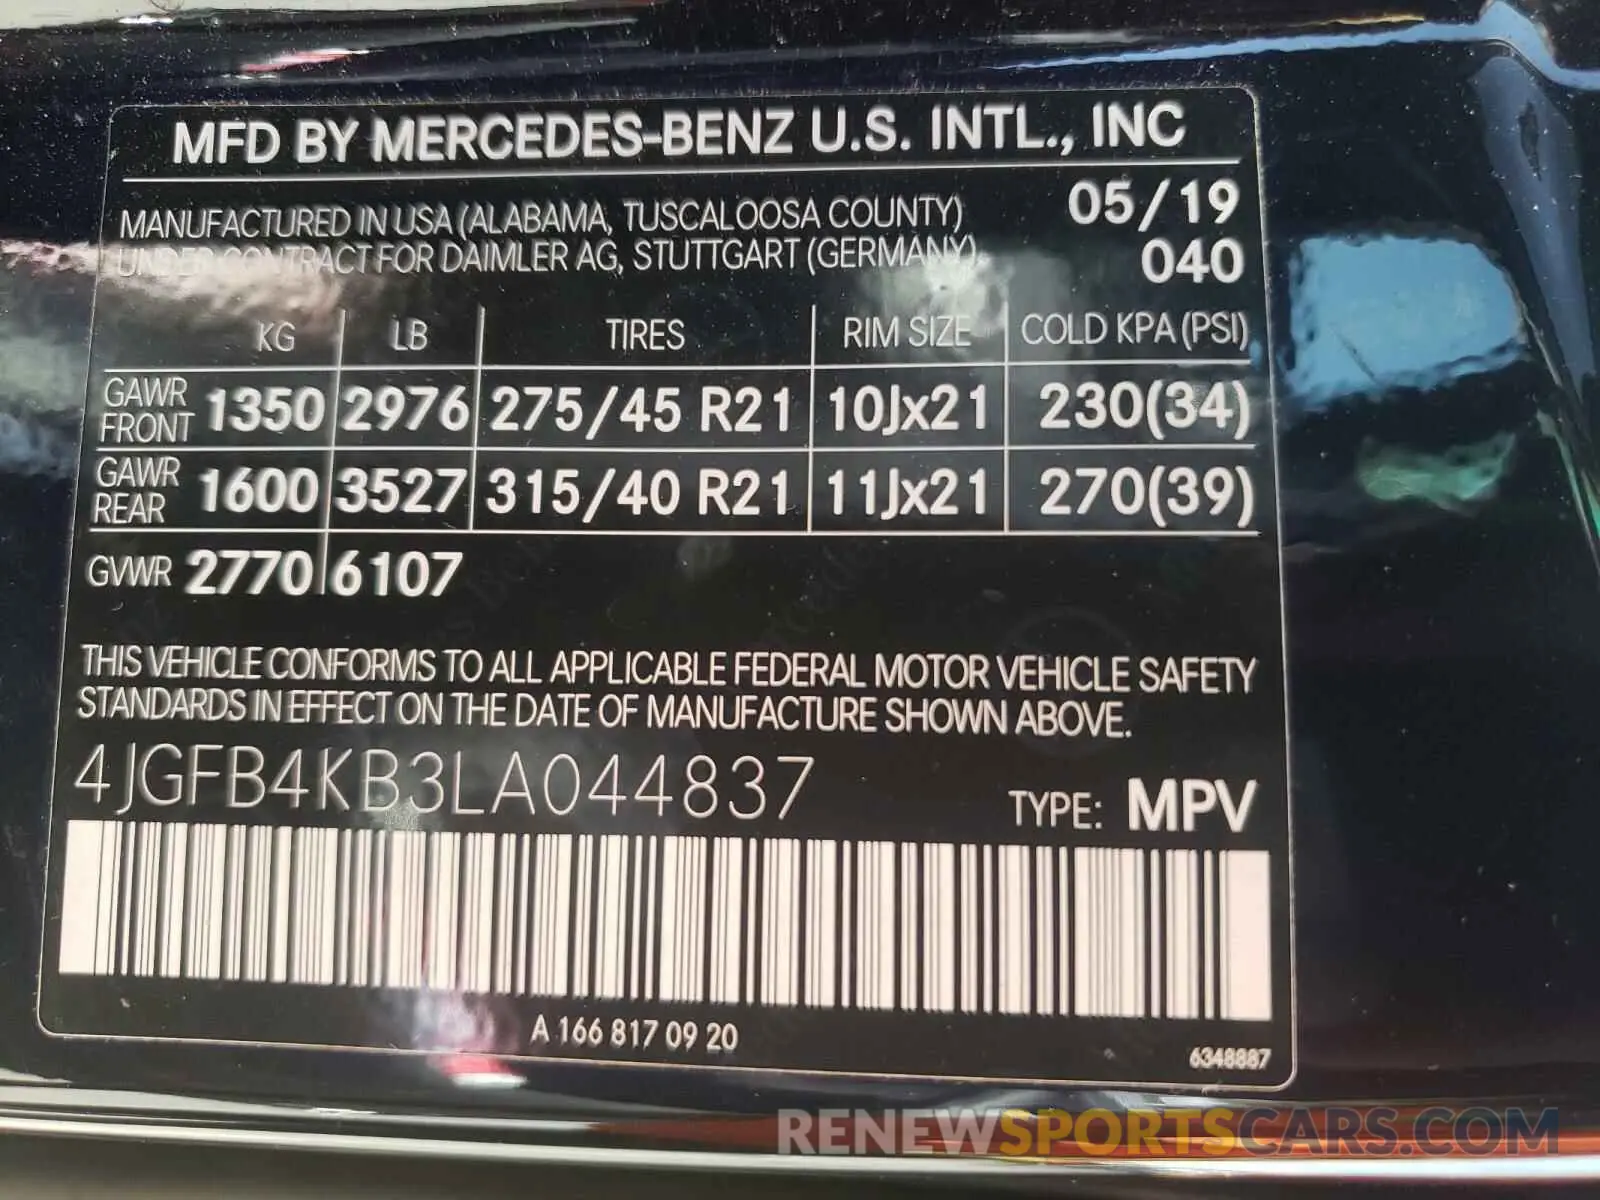 MFD BY MERCEDES-BENZ U.S. INTL., INC
MANUFACTURED IN USA (ALABAMA, TUSCALOOSA COUNTY) 05/19
UNDER CONTRACT FOR DAIMLER AG, STUTTGART (GERMANY). 040
KG LB TIRES RIM SIZE COLD KPA (PSI)
GAWR FRONT 1350 2976 275/45 R21 10Jx21 230(34)
GAWR REAR 1600 3527 315/40 R21 11Jx21 270(39)
GVWR 2770 6107
THIS VEHICLE CONFORMS TO ALL APPLICABLE FEDERAL MOTOR VEHICLE SAFETY
STANDARDS IN EFFECT ON THE DATE OF MANUFACTURE SHOWN ABOVE.
4JGFB4KB3LA044837
TYPE: MPV
A 166 817 09 20
6348887
RENEWSPORTSCARS.COM